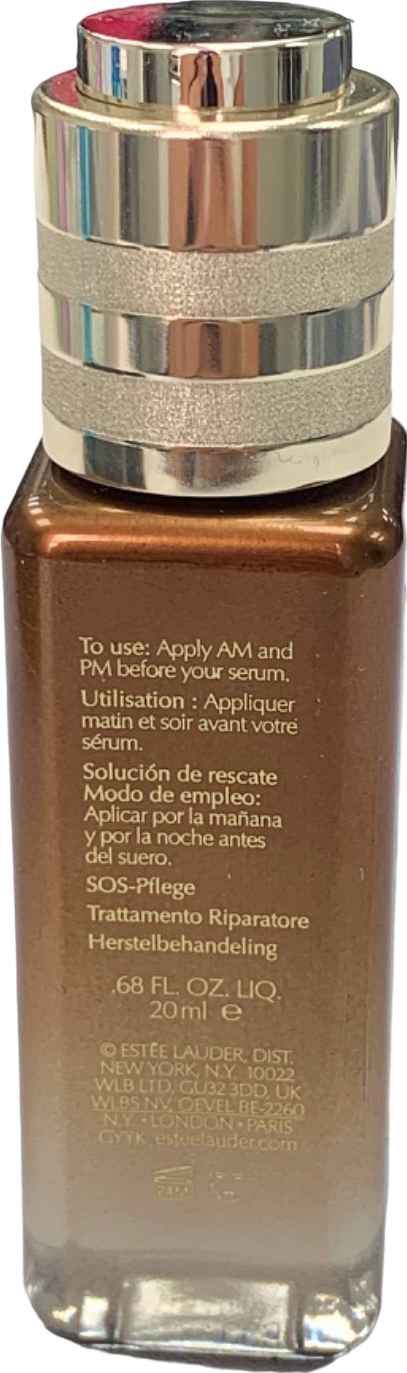 To use: Apply AM and
PM before your serum.
Utilisation : Appliquer
matin et soir avant votre
sérum.
Solución de rescate
Modo de empleo:
Aplicar por la mañana
y por la noche antes
del suero.
SOS-Pflege
Trattamento Riparatore
Herstelbehandeling
.68 FL. OZ. LIQ.
20 ml e
© ESTĒE LAUDER, DIST.
NEW YORK, N.Y. 10022
WLB LTD, GU32 3DD, UK
WLBS NV, OEVEL BE-2260
N.Y. • LONDON • PARIS
GYYK esteelauder.com
24M